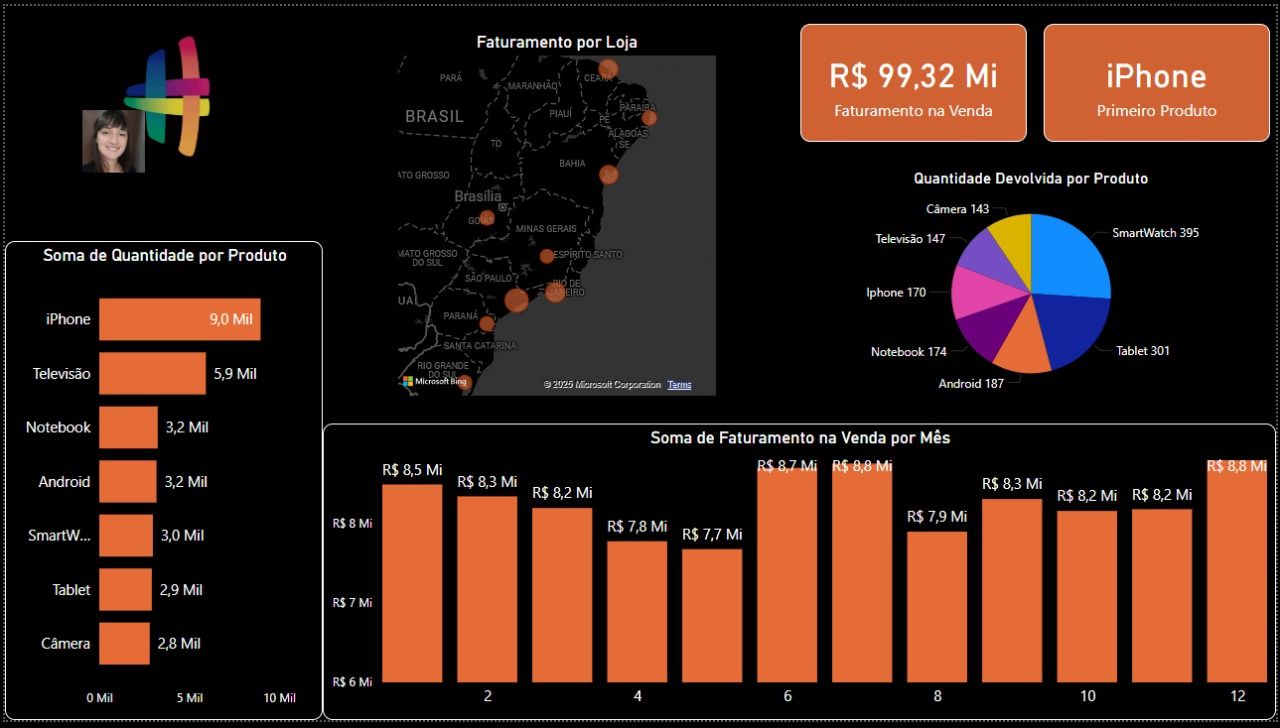 Faturamento por Loja
PARÁ
CEARÁ
MARANHÃO
PARAÍBA
PIAUÍ
PE
BRASIL
ALAGOAS
SE
TO
BAHIA
ATO GROSSO
Brasília
GOIÁS
MINAS GERAIS
MATO GROSSO
DO SUL
ESPÍRITO SANTO
SÃO PAULO
RIO DE
JANEIRO
UA
PARANÁ
SANTA CATARINA
RIO GRANDE
DO SUL
Microsoft Bing
© 2025 Microsoft Corporation Terms
R$ 99,32 Mi
Faturamento na Venda
iPhone
Primeiro Produto
Quantidade Devolvida por Produto
Câmera 143
SmartWatch 395
Televisão 147
Iphone 170
Notebook 174
Tablet 301
Android 187
Soma de Quantidade por Produto
iPhone 9,0 Mil
Televisão 5,9 Mil
Notebook 3,2 Mil
Android 3,2 Mil
SmartW... 3,0 Mil
Tablet 2,9 Mil
Câmera 2,8 Mil
0 Mil 5 Mil 10 Mil
Soma de Faturamento na Venda por Mês
R$ 8,5 Mi R$ 8,3 Mi R$ 8,2 Mi R$ 7,8 Mi R$ 7,7 Mi R$ 8,7 Mi R$ 8,8 Mi R$ 7,9 Mi R$ 8,3 Mi R$ 8,2 Mi R$ 8,2 Mi R$ 8,8 Mi
R$ 8 Mi
R$ 7 Mi
R$ 6 Mi
2 4 6 8 10 12